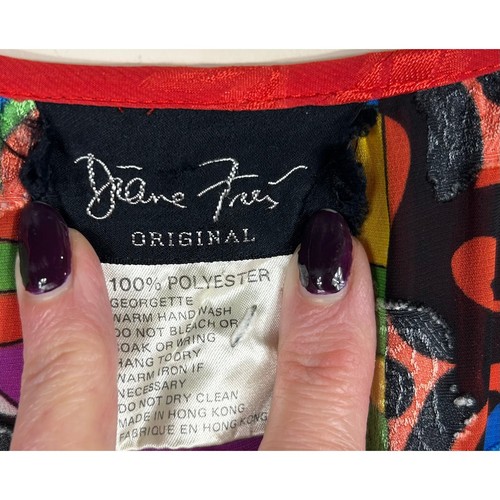 Diane Freis
ORIGINAL
100% POLYESTER
GEORGETTE
WARM HAND WASH
DO NOT BLEACH OR
SOAK OR WRING
HANG TO DRY
WARM IRON IF
NECESSARY
DO NOT DRY CLEAN
MADE IN HONG KONG
FABRIQUE EN HONG KONG